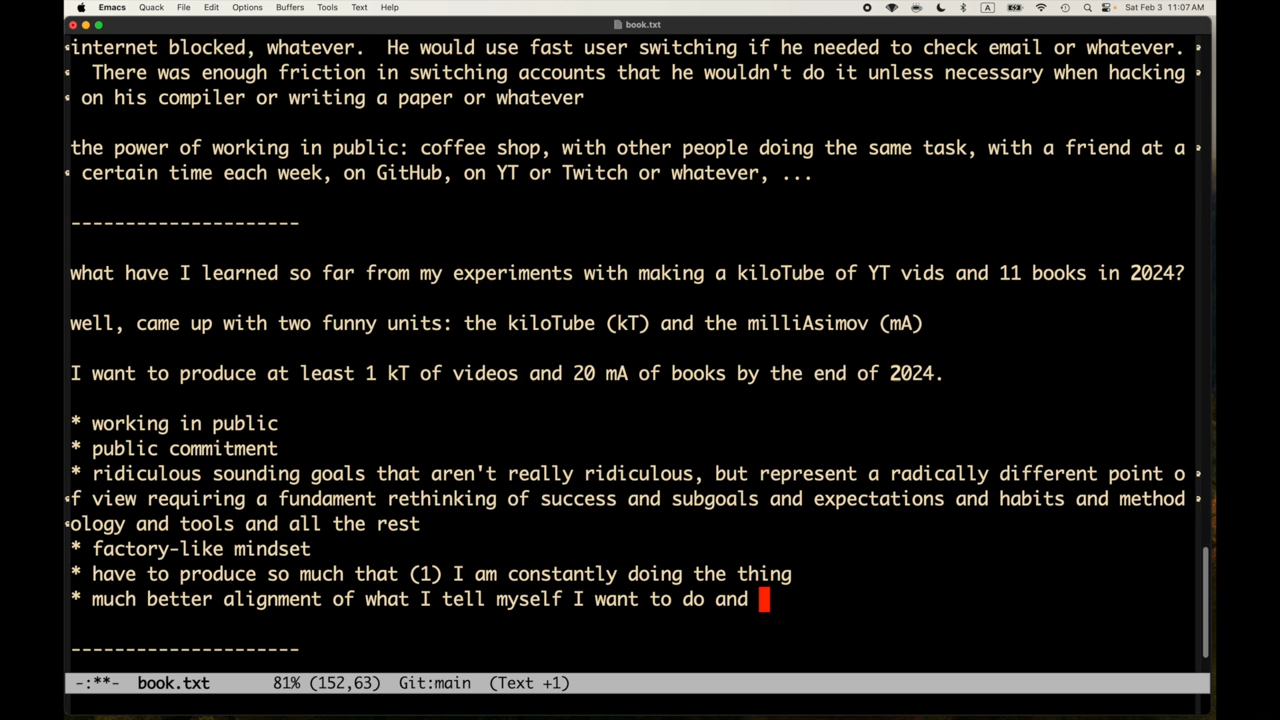 Emacs Quack File Edit Options Buffers Tools Text Help A Sat Feb 3 11:07AM
book.txt
internet blocked, whatever.  He would use fast user switching if he needed to check email or whatever.
  There was enough friction in switching accounts that he wouldn't do it unless necessary when hacking
 on his compiler or writing a paper or whatever
the power of working in public: coffee shop, with other people doing the same task, with a friend at a
 certain time each week, on GitHub, on YT or Twitch or whatever, ...
---------------------
what have I learned so far from my experiments with making a kiloTube of YT vids and 11 books in 2024?
well, came up with two funny units: the kiloTube (kT) and the milliAsimov (mA)
I want to produce at least 1 kT of videos and 20 mA of books by the end of 2024.
* working in public
* public commitment
* ridiculous sounding goals that aren't really ridiculous, but represent a radically different point o
f view requiring a fundament rethinking of success and subgoals and expectations and habits and method
ology and tools and all the rest
* factory-like mindset
* have to produce so much that (1) I am constantly doing the thing
* much better alignment of what I tell myself I want to do and
---------------------
-:**-  book.txt      81% (152,63)  Git:main  (Text +1)